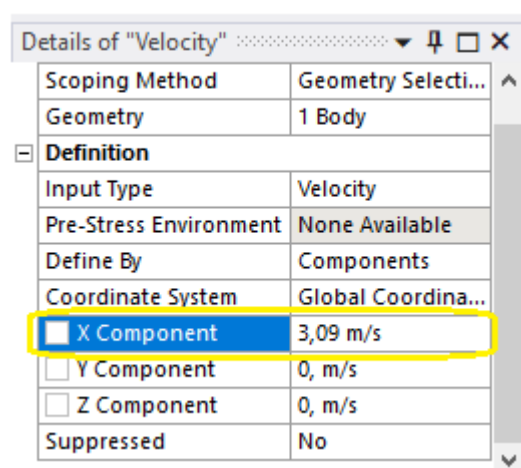 Details of "Velocity"
Scoping Method Geometry Selecti...
Geometry 1 Body
Definition
Input Type Velocity
Pre-Stress Environment None Available
Define By Components
Coordinate System Global Coordina...
X Component 3,09 m/s
Y Component 0, m/s
Z Component 0, m/s
Suppressed No